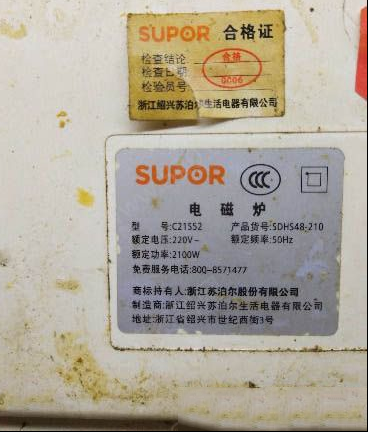 SUPOR 合格证
检查结论
检查日期
检验员号
合格
QC06
浙江绍兴苏泊尔生活电器有限公司
SUPOR
电磁炉
型 号:C21S52 产品货号:SDHS48-210
额定电压:220V~ 额定频率:50Hz
额定功率:2100W
免费服务电话:800-8571477
商标持有人:浙江苏泊尔股份有限公司
制造商:浙江绍兴苏泊尔生活电器有限公司
地址:浙江省绍兴市世纪西街3号